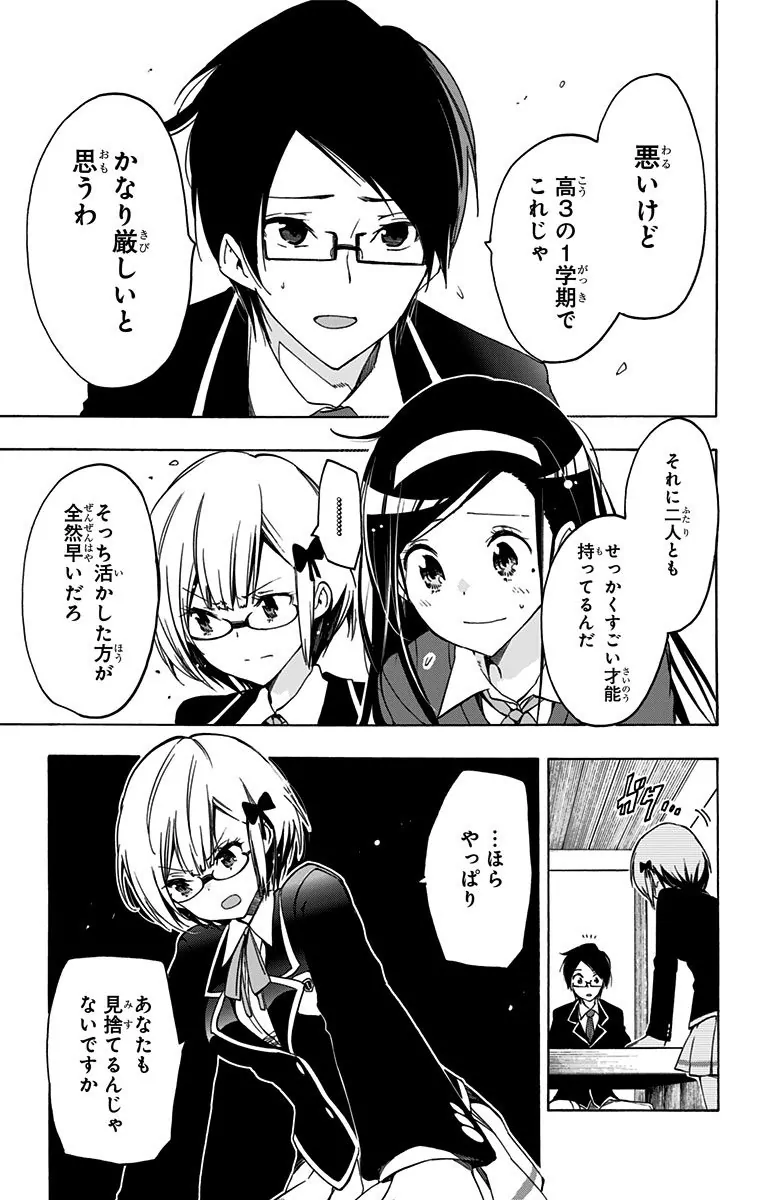 悪いけど
高3の1学期で
これじゃ
かなり厳しいと
思うわ
それに二人とも
せっかくすごい才能
持ってるんだ
…………
そっち活かした方が
全然早いだろ
ガタ…
…ほら
やっぱり
あなたも
見捨てるんじゃ
ないですか